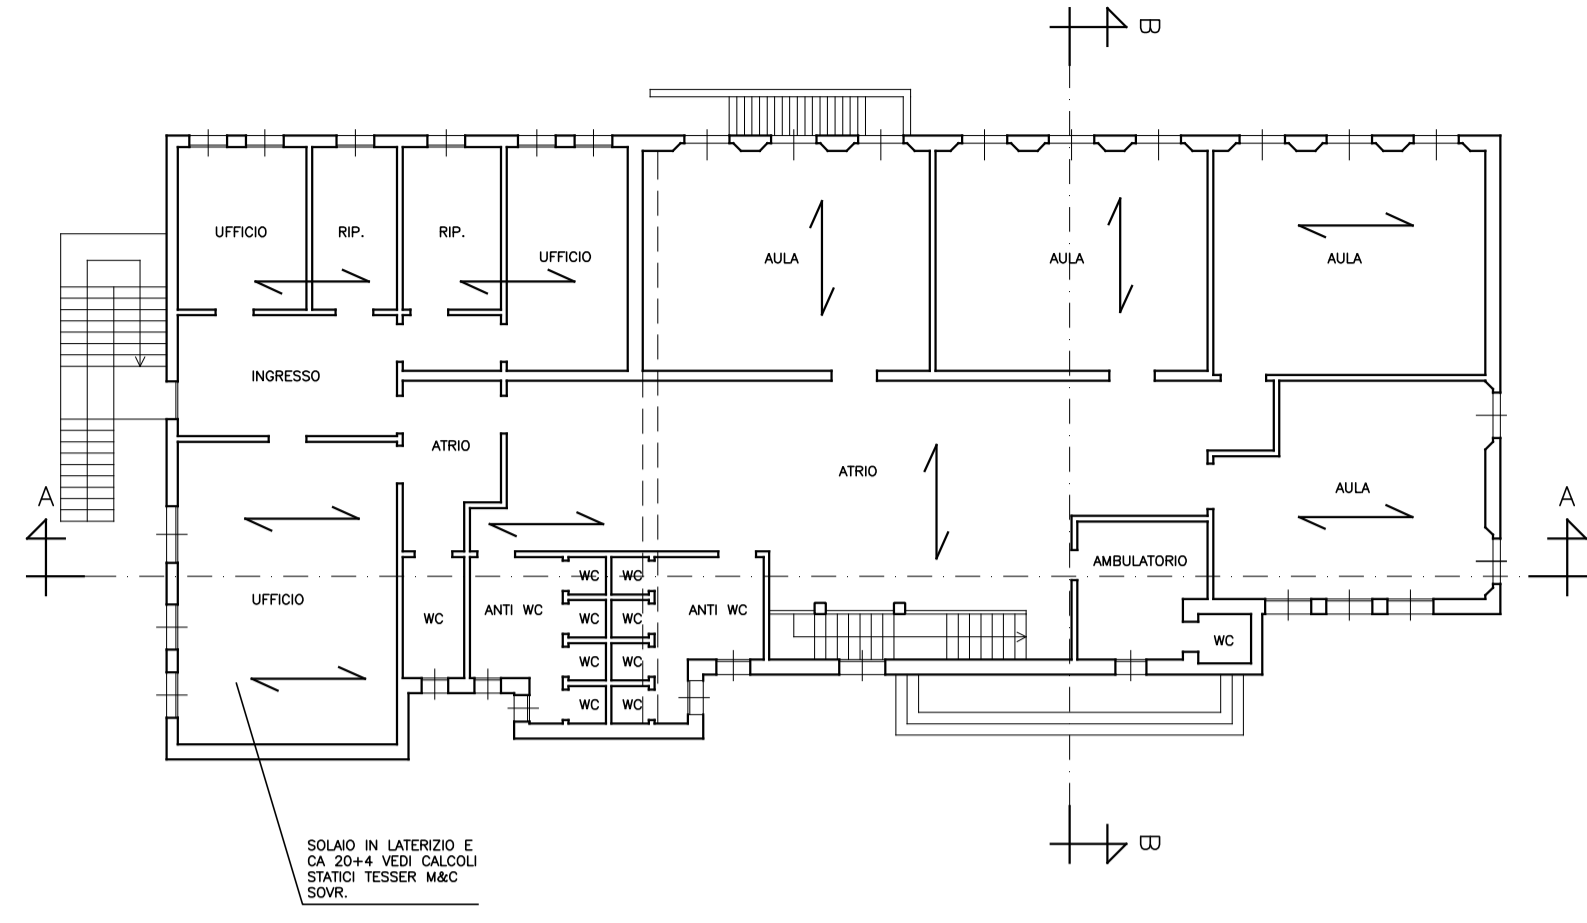 B
UFFICIO
RIP.
RIP.
UFFICIO
AULA
AULA
AULA
INGRESSO
ATRIO
ATRIO
AULA
A
A
AMBULATORIO
UFFICIO
WC
WC
ANTI WC
WC
WC
ANTI WC
WC
WC
WC
WC
WC
WC
WC
B
SOLAIO IN LATERIZIO E
CA 20+4 VEDI CALCOLI
STATICI TESSER M&C
SOVR.